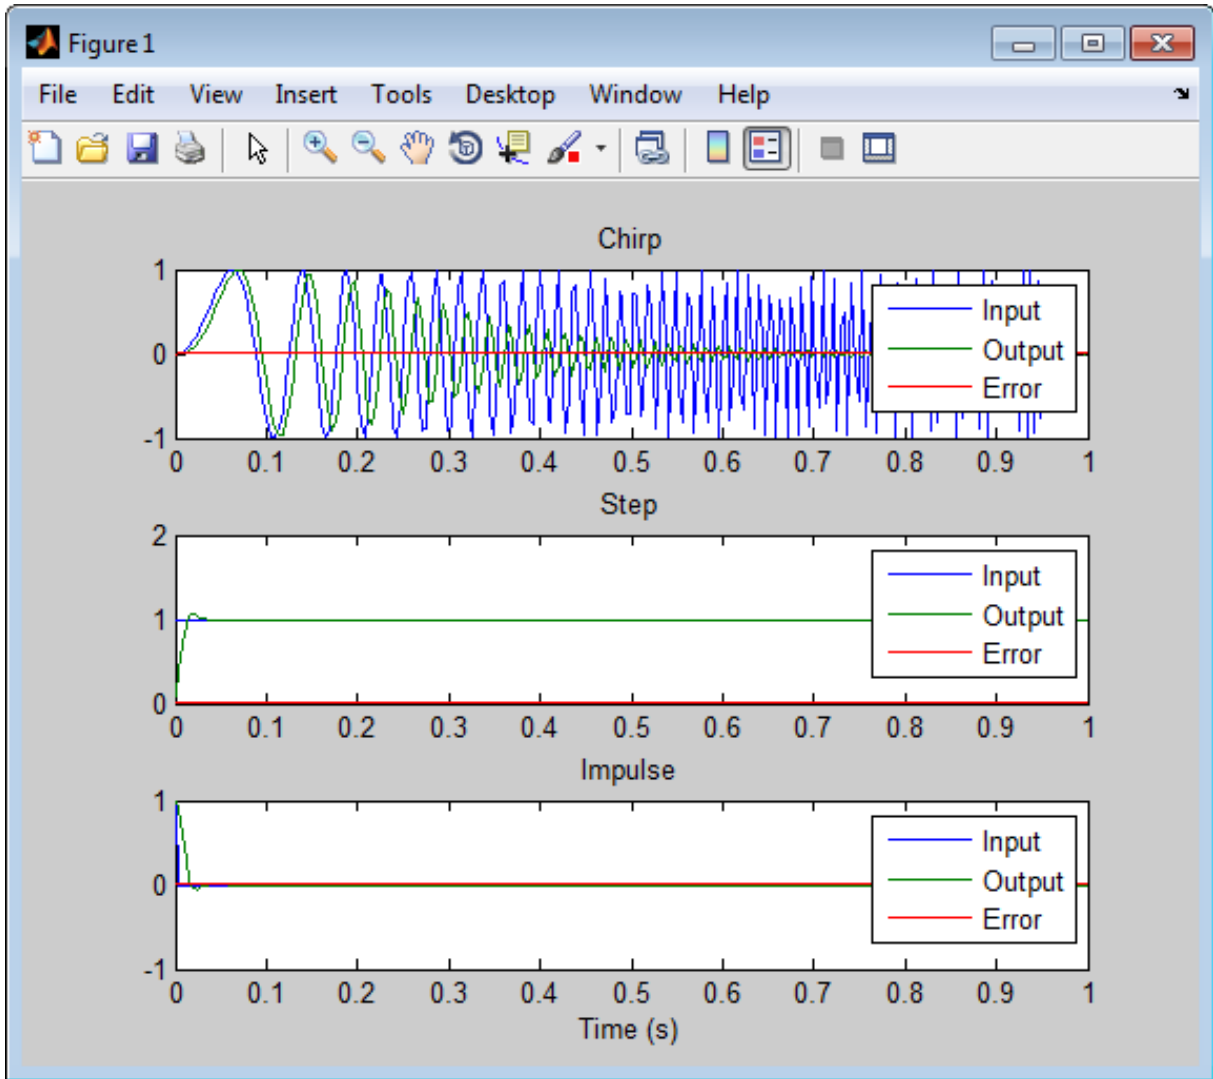 Figure 1
File Edit View Insert Tools Desktop Window Help
Chirp
1
0
-1
Input
Output
Error
0 0.1 0.2 0.3 0.4 0.5 0.6 0.7 0.8 0.9 1
Step
2
1
0
Input
Output
Error
0 0.1 0.2 0.3 0.4 0.5 0.6 0.7 0.8 0.9 1
Impulse
1
0
-1
Input
Output
Error
0 0.1 0.2 0.3 0.4 0.5 0.6 0.7 0.8 0.9 1
Time (s)